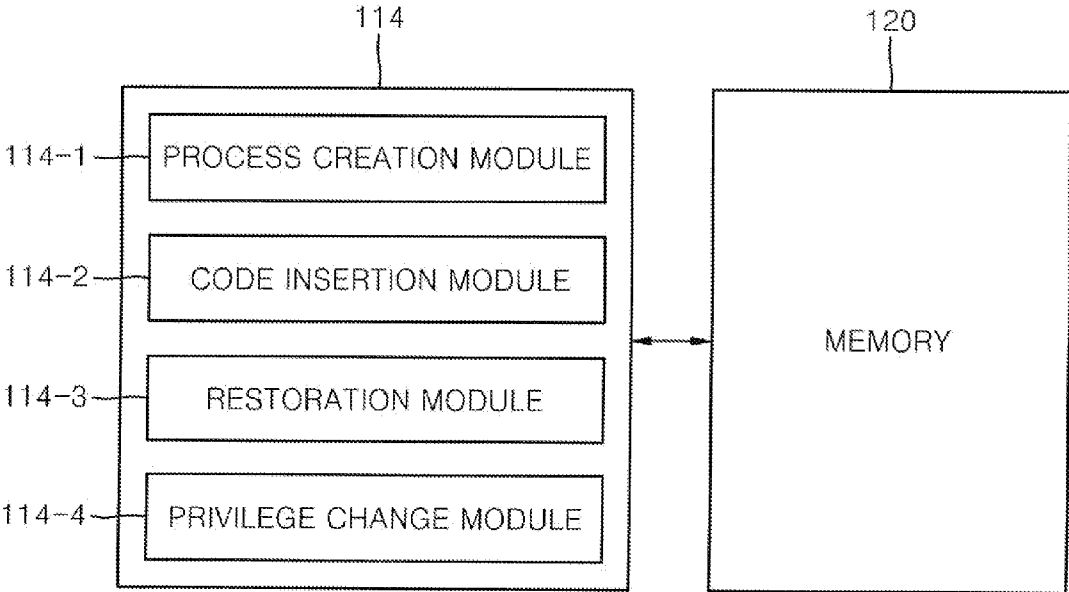 114
120
114-1
PROCESS CREATION MODULE
114-2
CODE INSERTION MODULE
MEMORY
114-3
RESTORATION MODULE
114-4
PRIVILEGE CHANGE MODULE